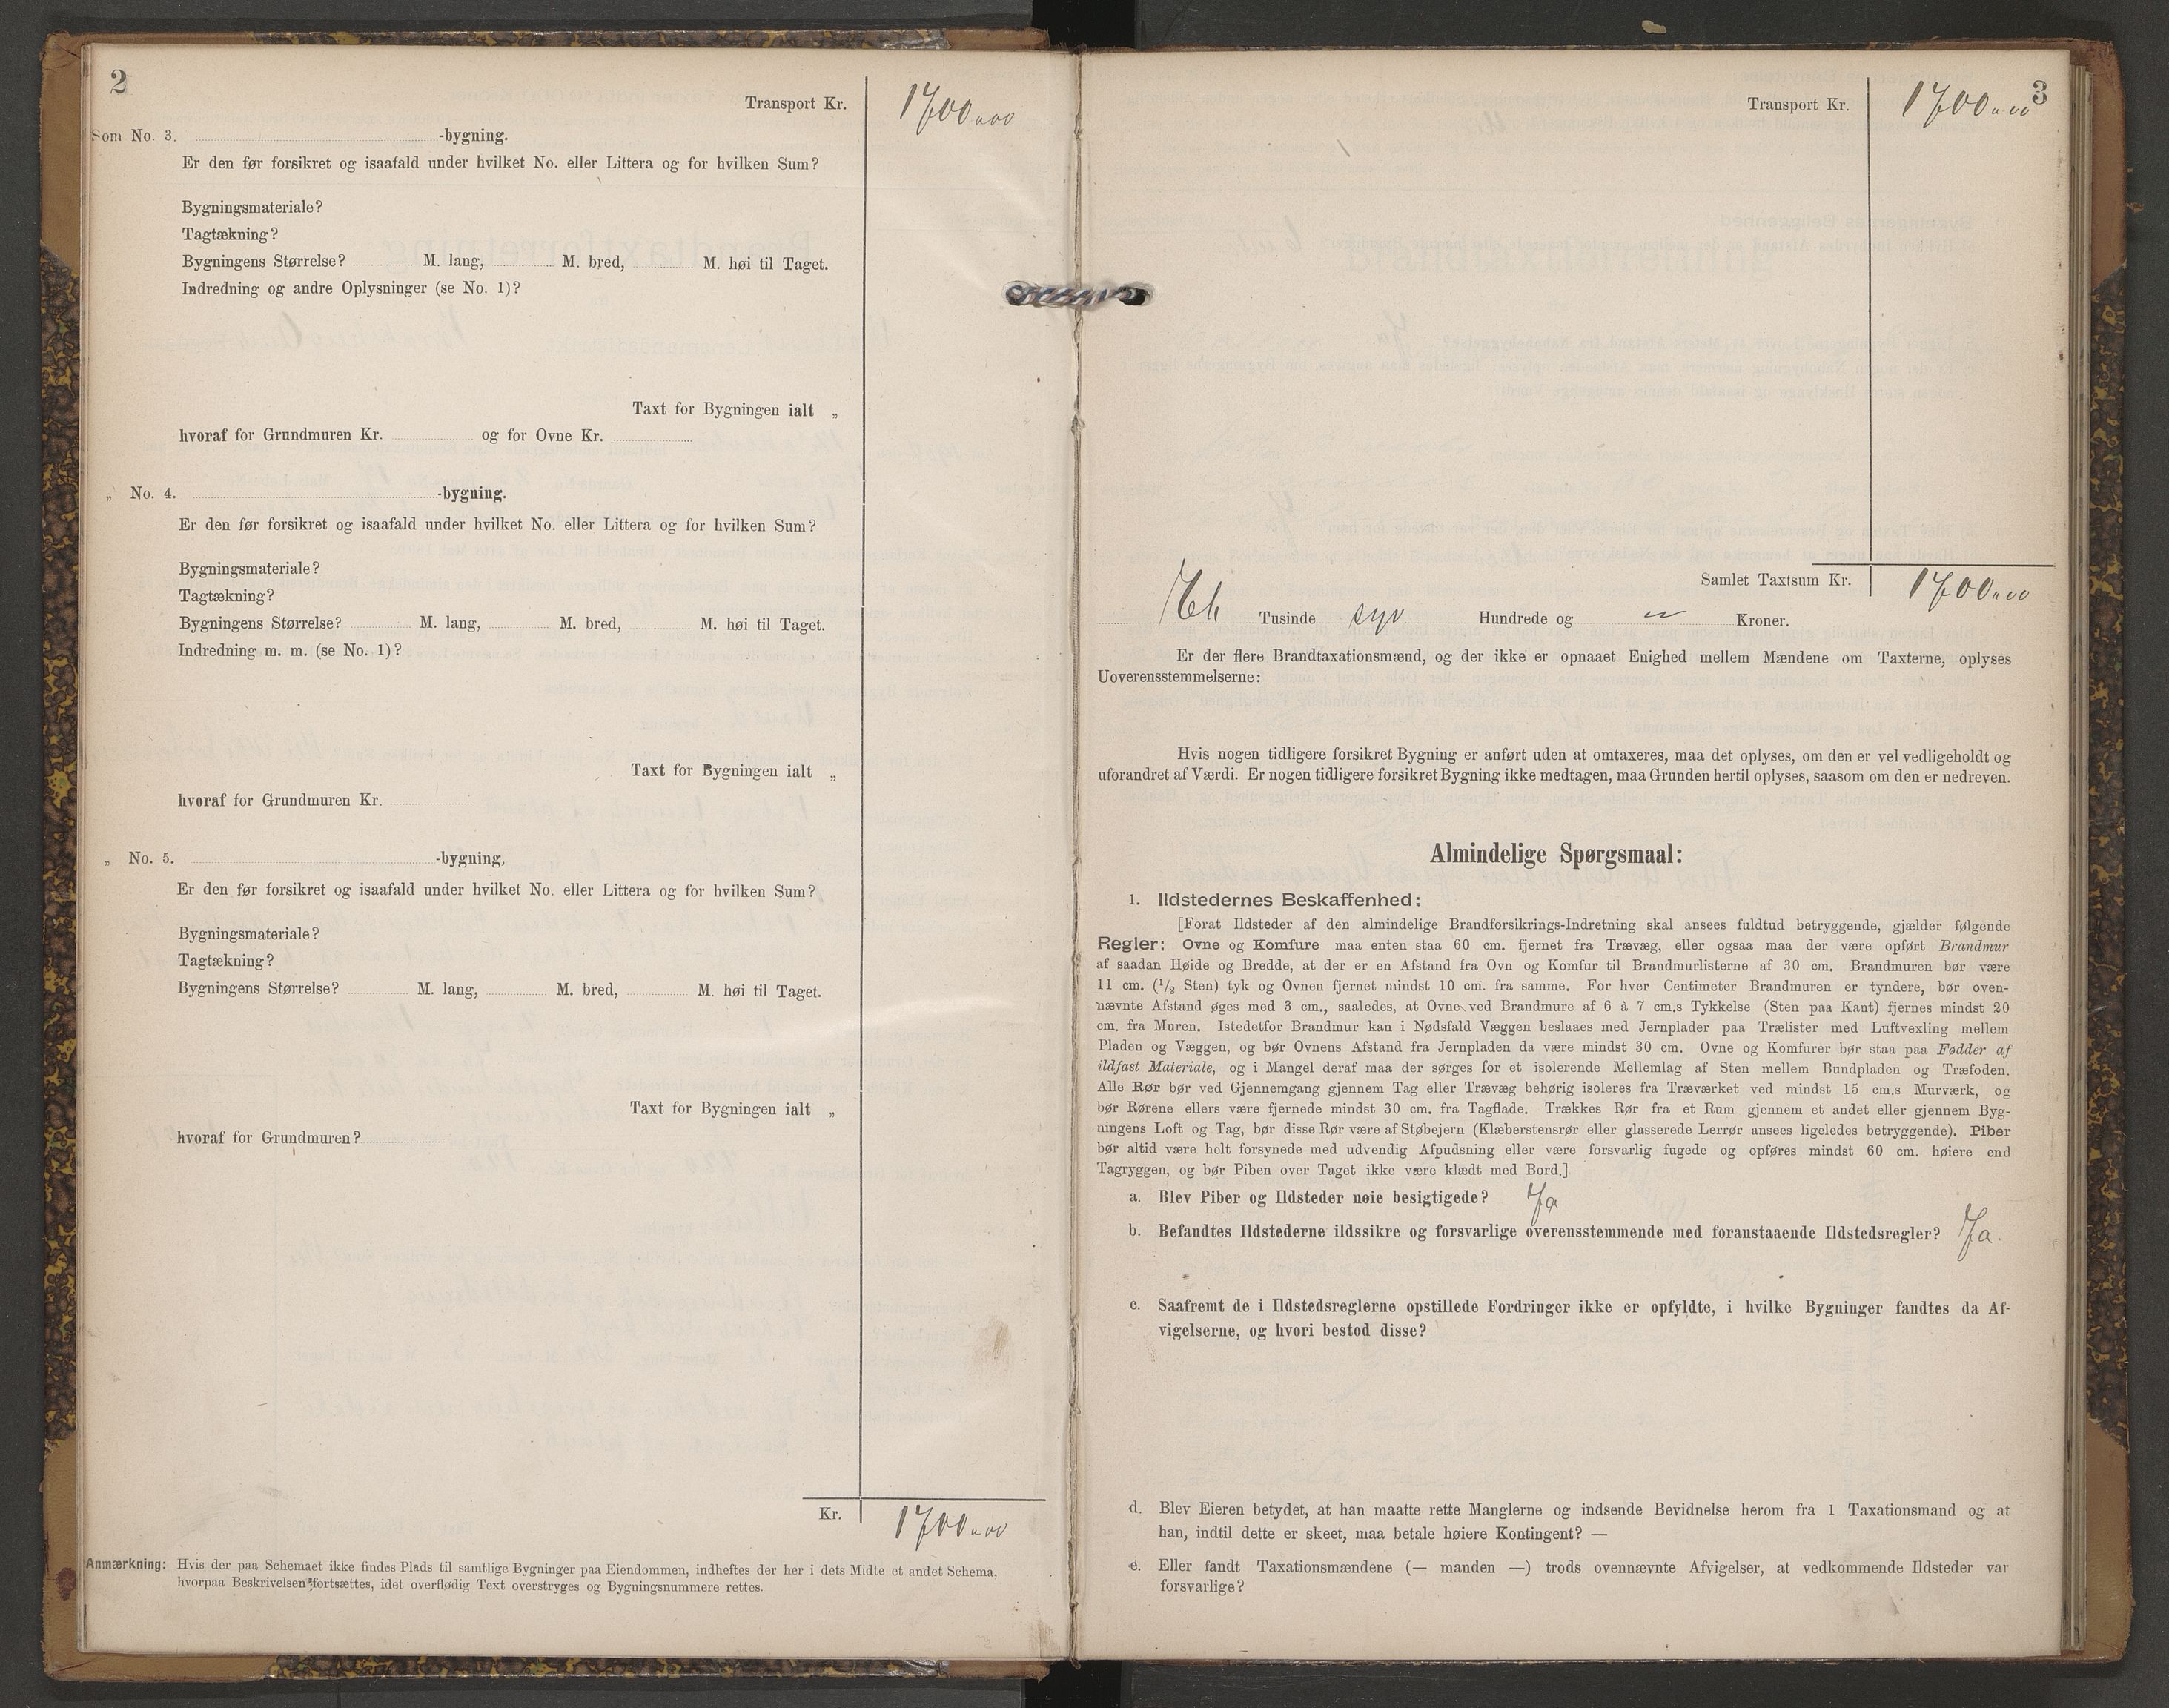 2
Transport Kr. 1700,00
Som No. 3. -bygning.
Er den før forsikret og isaafald under hvilket No. eller Littera og for hvilken Sum?
Bygningsmateriale?
Tagtækning?
Bygningens Størrelse? M. lang, M. bred, M. høi til Taget.
Indredning og andre Oplysninger (se No. 1)?
Taxt for Bygningen ialt „
hvoraf for Grundmuren Kr. og for Ovne Kr.
„ No. 4. -bygning.
Er den før forsikret og isaafald under hvilket No. eller Littera og for hvilken Sum?
Bygningsmateriale?
Tagtækning?
Bygningens Størrelse? M. lang, M. bred, M. høi til Taget.
Indredning m. m. (se No. 1)?
Taxt for Bygningen ialt „
hvoraf for Grundmuren Kr.
„ No. 5. -bygning,
Er den før forsikret og isaafald under hvilket No. eller Littera og for hvilken Sum?
Bygningsmateriale?
Tagtækning?
Bygningens Størrelse? M. lang, M. bred, M. høi til Taget.
Taxt for Bygningen ialt „
hvoraf for Grundmuren?
Kr. 1700,00
Anmærkning: Hvis der paa Schemaet ikke findes Plads til samtlige Bygninger paa Eiendommen, indheftes der her i dets Midte et andet Schema,
hvorpaa Beskrivelsen fortsættes, idet overflødig Text overstryges og Bygningsnummere rettes.
3
Transport Kr. 1700,00
Samlet Taxtsum Kr. 1700,00
Et Tusinde syv Hundrede og „ Kroner.
Er der flere Brandtaxationsmænd, og der ikke er opnaaet Enighed mellem Mændene om Taxterne, oplyses
Uoverensstemmelserne:
Hvis nogen tidligere forsikret Bygning er anført uden at omtaxeres, maa det oplyses, om den er vel vedligeholdt og
uforandret af Værdi. Er nogen tidligere forsikret Bygning ikke medtagen, maa Grunden hertil oplyses, saasom om den er nedreven.
Almindelige Spørgsmaal:
1. Ildstedernes Beskaffenhed:
[Forat Ildsteder af den almindelige Brandforsikrings-Indretning skal ansees fuldtud betryggende, gjælder følgende
Regler: Ovne og Komfure maa enten staa 60 cm. fjernet fra Trævæg, eller ogsaa maa der være opført Brandmur
af saadan Høide og Bredde, at der er en Afstand fra Ovn og Komfur til Brandmurlisterne af 30 cm. Brandmuren bør være
11 cm. (1/2 Sten) tyk og Ovnen fjernet mindst 10 cm. fra samme. For hver Centimeter Brandmuren er tyndere, bør oven-
nævnte Afstand øges med 3 cm., saaledes, at Ovne ved Brandmure af 6 à 7 cm.s Tykkelse (Sten paa Kant) fjernes mindst 20
cm. fra Muren. Istedetfor Brandmur kan i Nødsfald Væggen beslaaes med Jernplader paa Trælister med Luftvexling mellem
Pladen og Væggen, og bør Ovnens Afstand fra Jernpladen da være mindst 30 cm. Ovne og Komfurer bør staa paa Fødder af
ildfast Materiale, og i Mangel deraf maa der sørges for et isolerende Mellemlag af Sten mellem Bundpladen og Træfoden.
Alle Rør bør ved Gjennemgang gjennem Tag eller Trævæg behørig isoleres fra Træværket ved mindst 15 cm.s Murværk, og
bør Rørene ellers være fjernede mindst 30 cm. fra Tagflade. Trækkes Rør fra et Rum gjennem et andet eller gjennem Byg-
ningens Loft og Tag, bør disse Rør være af Støbejern (Klæberstensrør eller glasserede Lerrør ansees ligeledes betryggende). Piber
bør altid være holt forsynede med udvendig Afpudsning eller være forsvarlig fugede og opføres mindst 60 cm. høiere end
Tagryggen, og bør Piben over Taget ikke være klædt med Bord.]
a. Blev Piber og Ildsteder nøie besigtigede? Ja
b. Befandtes Ildstederne ildssikre og forsvarlige overensstemmende med foranstaaende Ildstedsregler? Ja.
c. Saafremt de i Ildstedsreglerne opstillede Fordringer ikke er opfyldte, i hvilke Bygninger fandtes da Af-
vigelserne, og hvori bestod disse?
d. Blev Eieren betydet, at han maatte rette Manglerne og indsende Bevidnelse herom fra 1 Taxationsmand og at
han, indtil dette er skeet, maa betale høiere Kontingent? —
e. Eller fandt Taxationsmændene (— manden —) trods ovennævnte Afvigelser, at vedkommende Ildsteder var
forsvarlige?